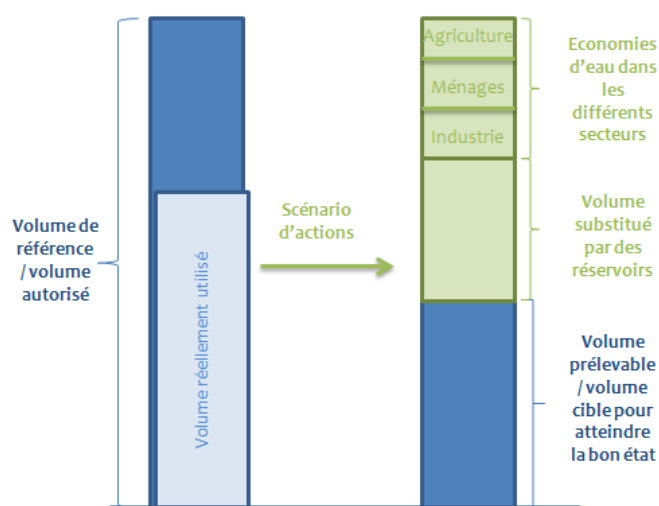 Volume de
référence
/ volume
autorisé
Volume réellement utilisé
Scénario
d'actions
Agriculture
Ménages
Industrie
Economies
d'eau dans
les
différents
secteurs
Volume
substitué
par des
réservoirs
Volume
prélevable
/ volume
cible pour
atteindre
la bon état